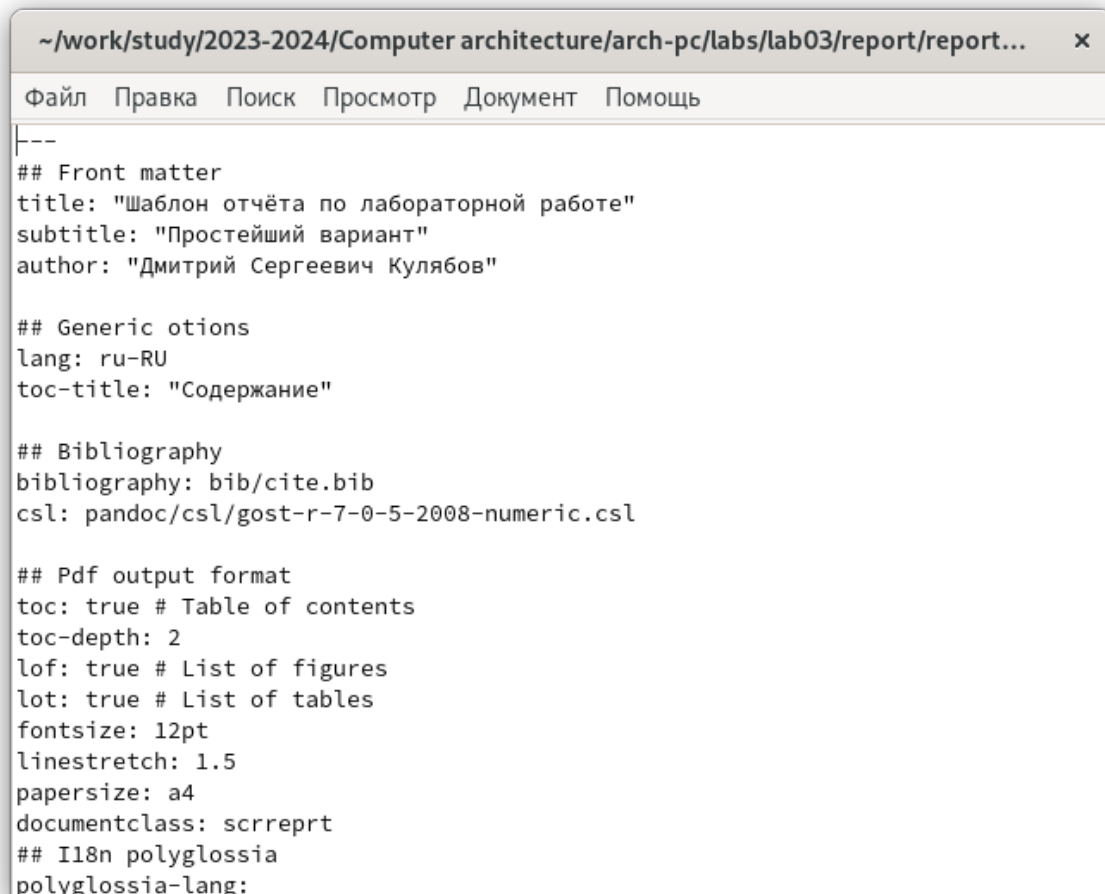 ~/work/study/2023-2024/Computer architecture/arch-pc/labs/lab03/report/report...
Файл Правка Поиск Просмотр Документ Помощь
---
## Front matter
title: "Шаблон отчёта по лабораторной работе"
subtitle: "Простейший вариант"
author: "Дмитрий Сергеевич Кулябов"
## Generic otions
lang: ru-RU
toc-title: "Содержание"
## Bibliography
bibliography: bib/cite.bib
csl: pandoc/csl/gost-r-7-0-5-2008-numeric.csl
## Pdf output format
toc: true # Table of contents
toc-depth: 2
lof: true # List of figures
lot: true # List of tables
fontsize: 12pt
linestretch: 1.5
papersize: a4
documentclass: scrreprt
## I18n polyglossia
polyglossia-lang: